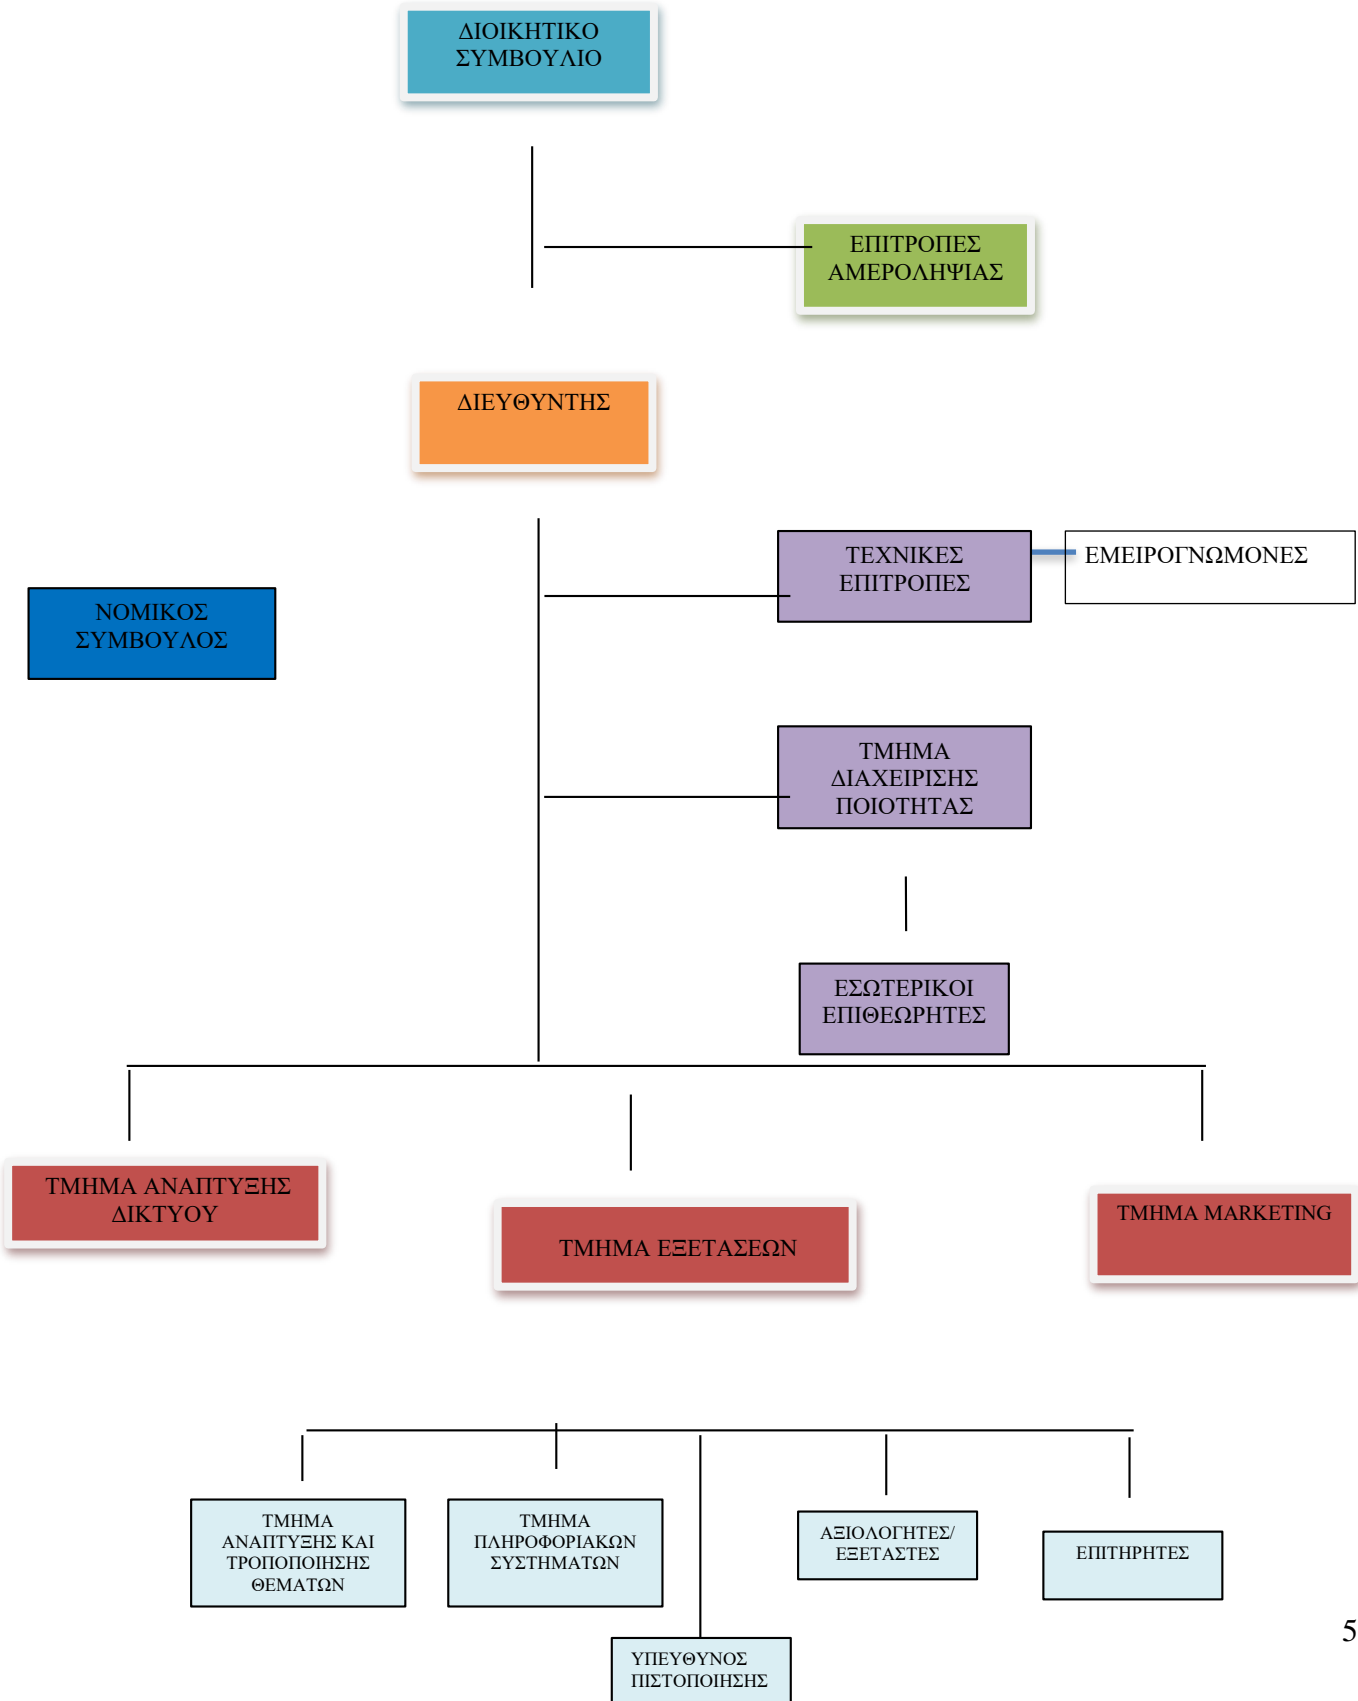 ΔΙΟΙΚΗΤΙΚΟ
ΣΥΜΒΟΥΛΙΟ
ΕΠΙΤΡΟΠΕΣ
ΑΜΕΡΟΛΗΨΙΑΣ
ΔΙΕΥΘΥΝΤΗΣ
ΤΕΧΝΙΚΕΣ
ΕΠΙΤΡΟΠΕΣ
ΕΜΕΙΡΟΓΝΩΜΟΝΕΣ
ΝΟΜΙΚΟΣ
ΣΥΜΒΟΥΛΟΣ
ΤΜΗΜΑ
ΔΙΑΧΕΙΡΙΣΗΣ
ΠΟΙΟΤΗΤΑΣ
ΕΣΩΤΕΡΙΚΟΙ
ΕΠΙΘΕΩΡΗΤΕΣ
ΤΜΗΜΑ ΑΝΑΠΤΥΞΗΣ
ΔΙΚΤΥΟΥ
ΤΜΗΜΑ ΕΞΕΤΑΣΕΩΝ
ΤΜΗΜΑ MARKETING
ΤΜΗΜΑ
ΑΝΑΠΤΥΞΗΣ ΚΑΙ
ΤΡΟΠΟΠΟΙΗΣΗΣ
ΘΕΜΑΤΩΝ
ΤΜΗΜΑ
ΠΛΗΡΟΦΟΡΙΑΚΩΝ
ΣΥΣΤΗΜΑΤΩΝ
ΑΞΙΟΛΟΓΗΤΕΣ/
ΕΞΕΤΑΣΤΕΣ
ΕΠΙΤΗΡΗΤΕΣ
ΥΠΕΥΘΥΝΟΣ
ΠΙΣΤΟΠΟΙΗΣΗΣ
5